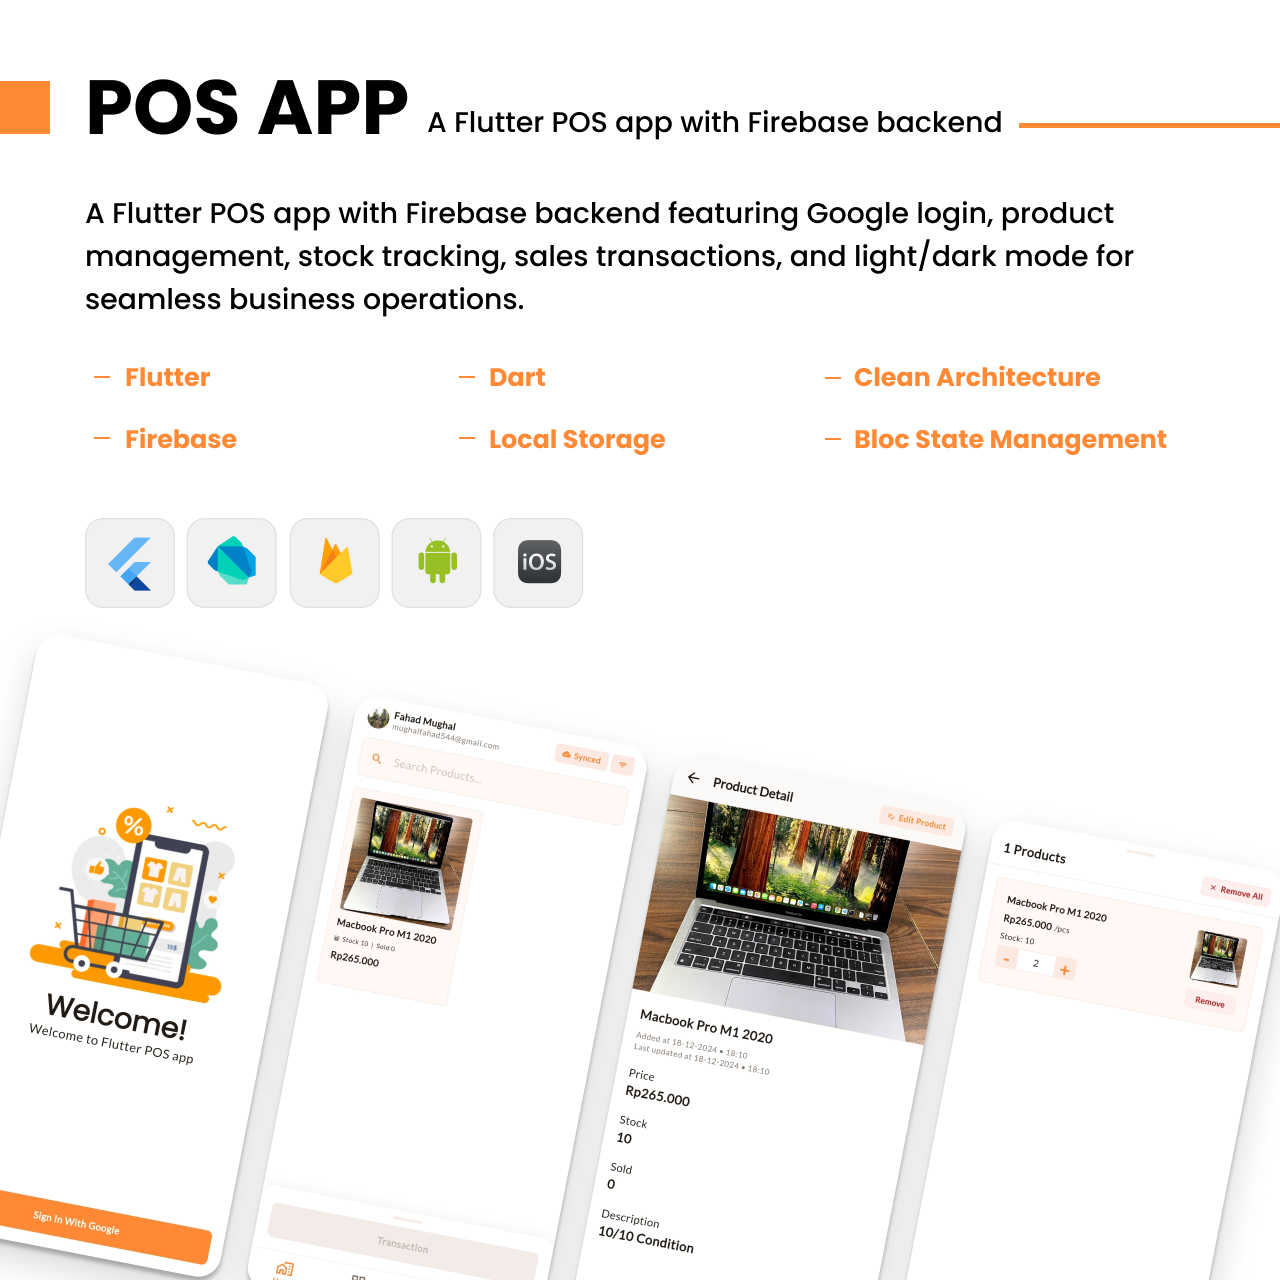 POS APP A Flutter POS app with Firebase backend
A Flutter POS app with Firebase backend featuring Google login, product
management, stock tracking, sales transactions, and light/dark mode for
seamless business operations.
— Flutter
— Dart
— Clean Architecture
— Firebase
— Local Storage
— Bloc State Management
iOS
%
Welcome!
Welcome to Flutter POS app
Sign In With Google
Fahad Mughal
mughalfahad544@gmail.com
Synced
Search Products...
Macbook Pro M1 2020
Stock 10 | Sold 0
Rp265.000
Transaction
Product Detail
Edit Product
Macbook Pro M1 2020
Added at 18-12-2024 • 18:10
Last updated at 18-12-2024 • 18:10
Price
Rp265.000
Stock
10
Sold
0
Description
10/10 Condition
1 Products
× Remove All
Macbook Pro M1 2020
Rp265.000 /pcs
Stock: 10
- 2 +
Remove